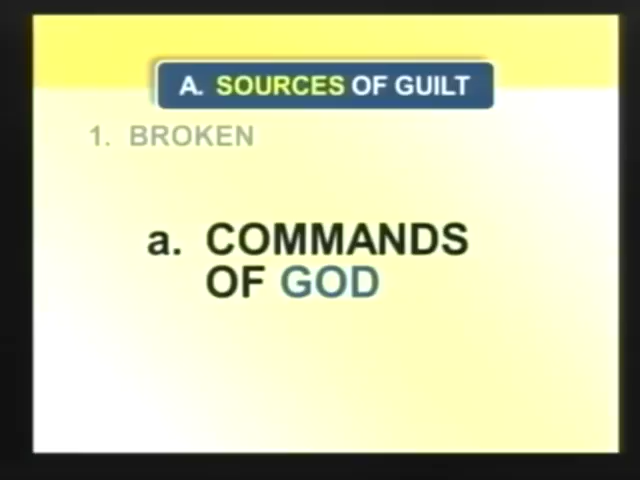 A. SOURCES OF GUILT
1. BROKEN
a. COMMANDS
OF GOD